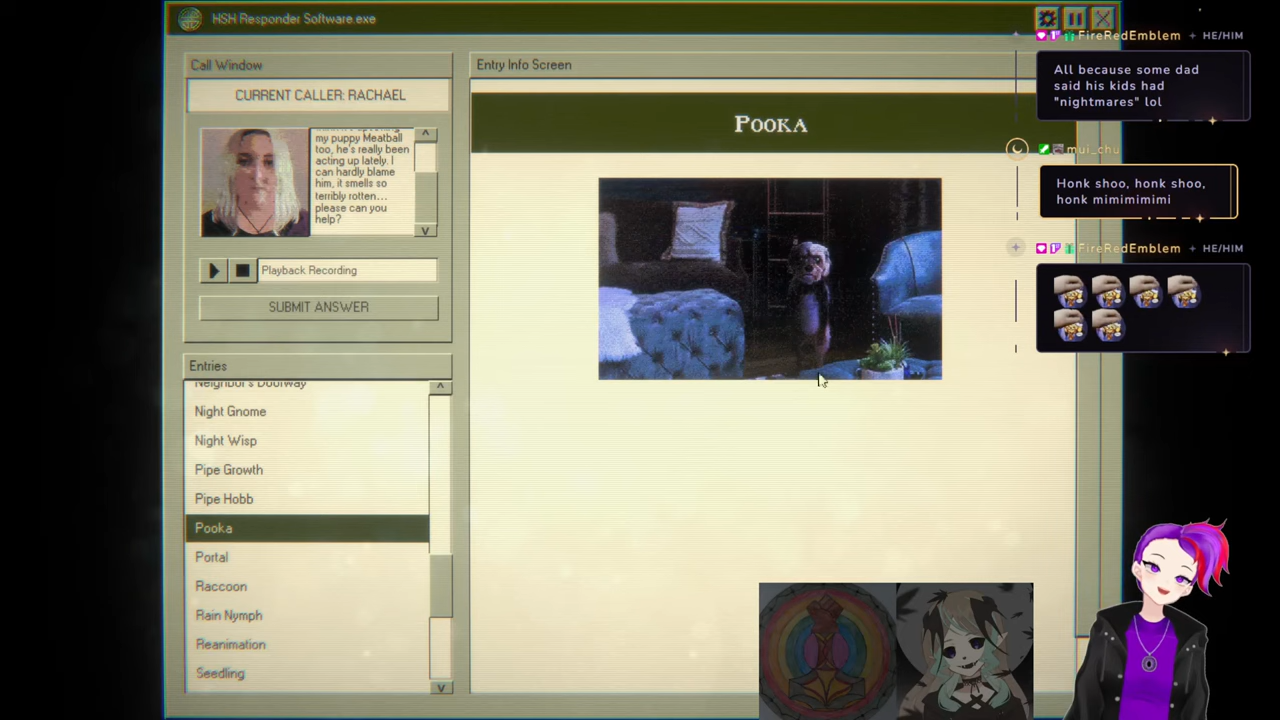 HSH Responder Software.exe
Call Window
CURRENT CALLER: RACHAEL
my puppy Meatball
too, he's really been
acting up lately. I
can hardly blame
him, it smells so
terribly rotten...
please can you
help?
Playback Recording
SUBMIT ANSWER
Entries
Neighbor's Doorway
Night Gnome
Night Wisp
Pipe Growth
Pipe Hobb
Pooka
Portal
Raccoon
Rain Nymph
Reanimation
Seedling
Entry Info Screen
POOKA
FireRedEmblem HE/HIM
All because some dad
said his kids had
"nightmares" lol
mui_chu
Honk shoo, honk shoo,
honk mimimimimi
FireRedEmblem HE/HIM